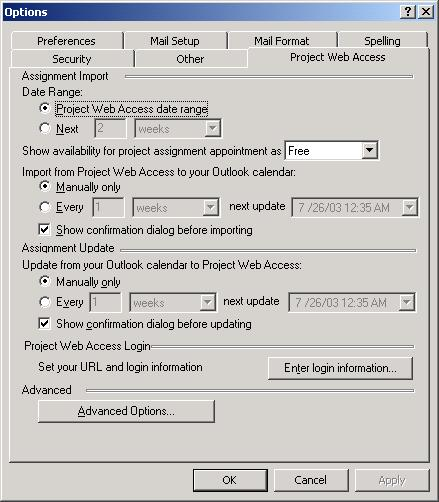 Options
Preferences Mail Setup Mail Format Spelling
Security Other Project Web Access
Assignment Import
Date Range:
Project Web Access date range
Next 2 weeks
Show availability for project assignment appointment as Free
Import from Project Web Access to your Outlook calendar:
Manually only
Every 1 weeks next update 7 /26/03 12:35 AM
Show confirmation dialog before importing
Assignment Update
Update from your Outlook calendar to Project Web Access:
Manually only
Every 1 weeks next update 7 /26/03 12:35 AM
Show confirmation dialog before updating
Project Web Access Login
Set your URL and login information Enter login information...
Advanced
Advanced Options...
OK Cancel Apply